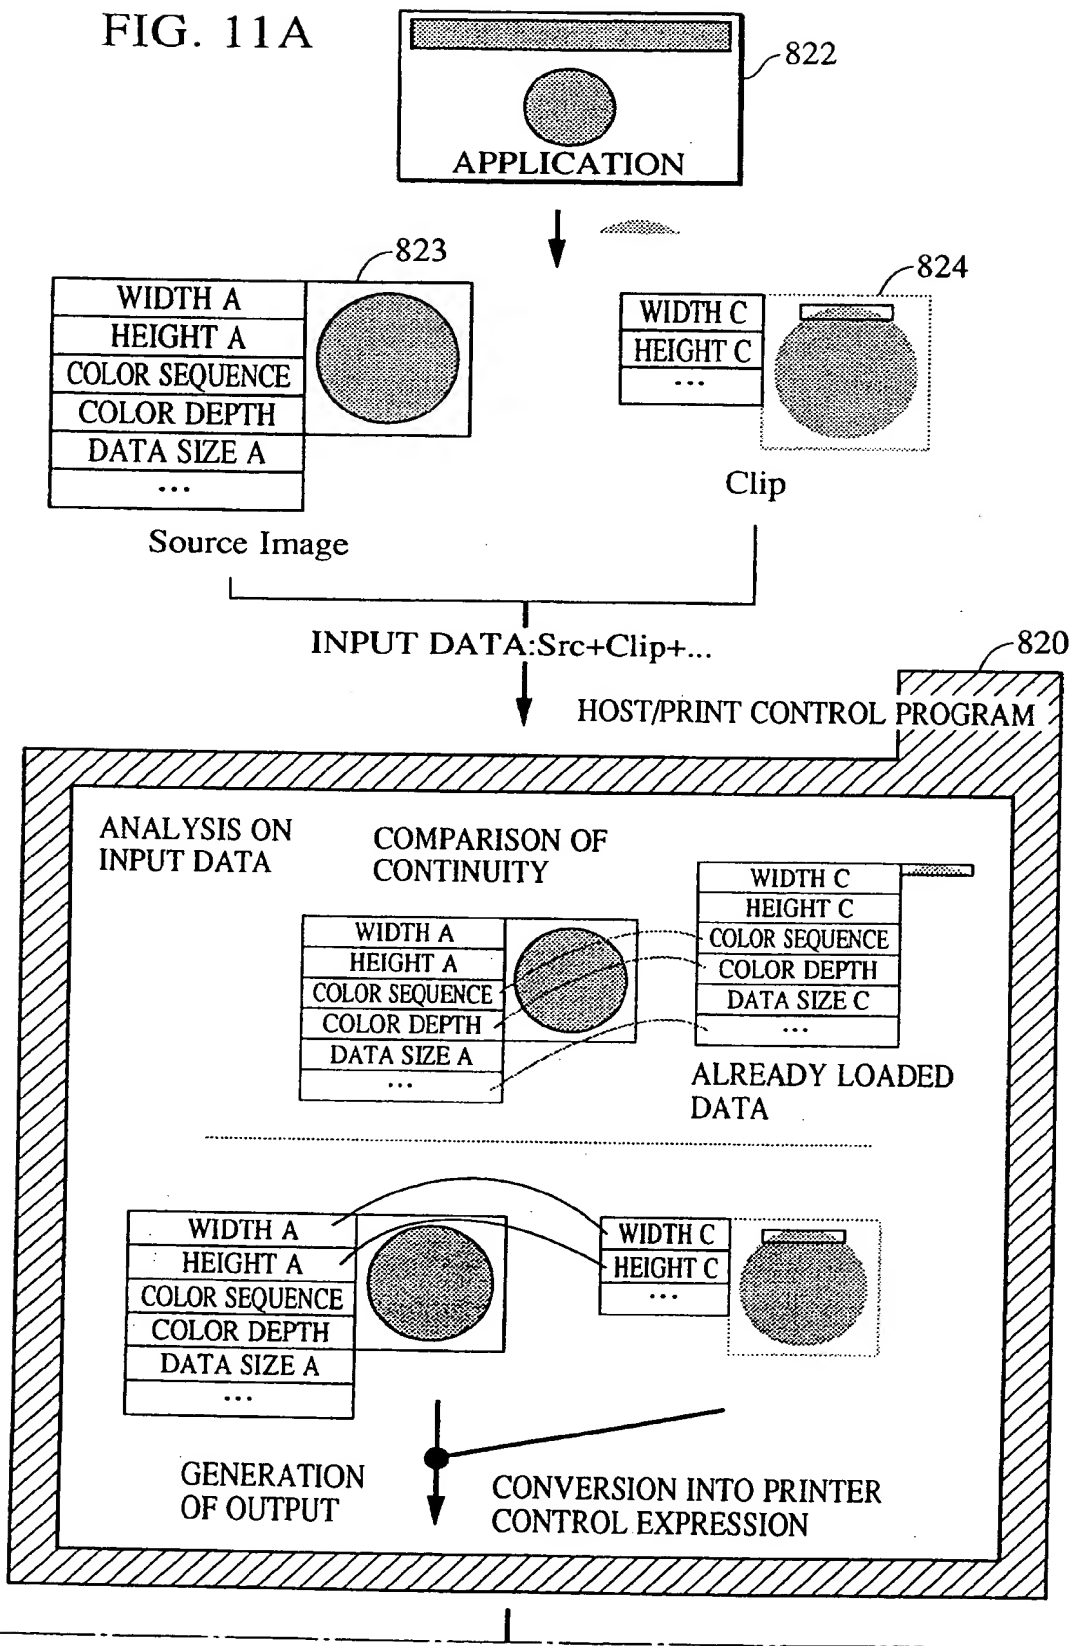 FIG. 11A
822
APPLICATION
823
WIDTH A
HEIGHT A
COLOR SEQUENCE
COLOR DEPTH
DATA SIZE A
...
Source Image
824
WIDTH C
HEIGHT C
...
Clip
INPUT DATA:Src+Clip+...
820
HOST/PRINT CONTROL PROGRAM
ANALYSIS ON
INPUT DATA
COMPARISON OF
CONTINUITY
WIDTH A
HEIGHT A
COLOR SEQUENCE
COLOR DEPTH
DATA SIZE A
...
WIDTH C
HEIGHT C
COLOR SEQUENCE
COLOR DEPTH
DATA SIZE C
...
ALREADY LOADED
DATA
WIDTH A
HEIGHT A
COLOR SEQUENCE
COLOR DEPTH
DATA SIZE A
...
WIDTH C
HEIGHT C
...
GENERATION
OF OUTPUT
CONVERSION INTO PRINTER
CONTROL EXPRESSION